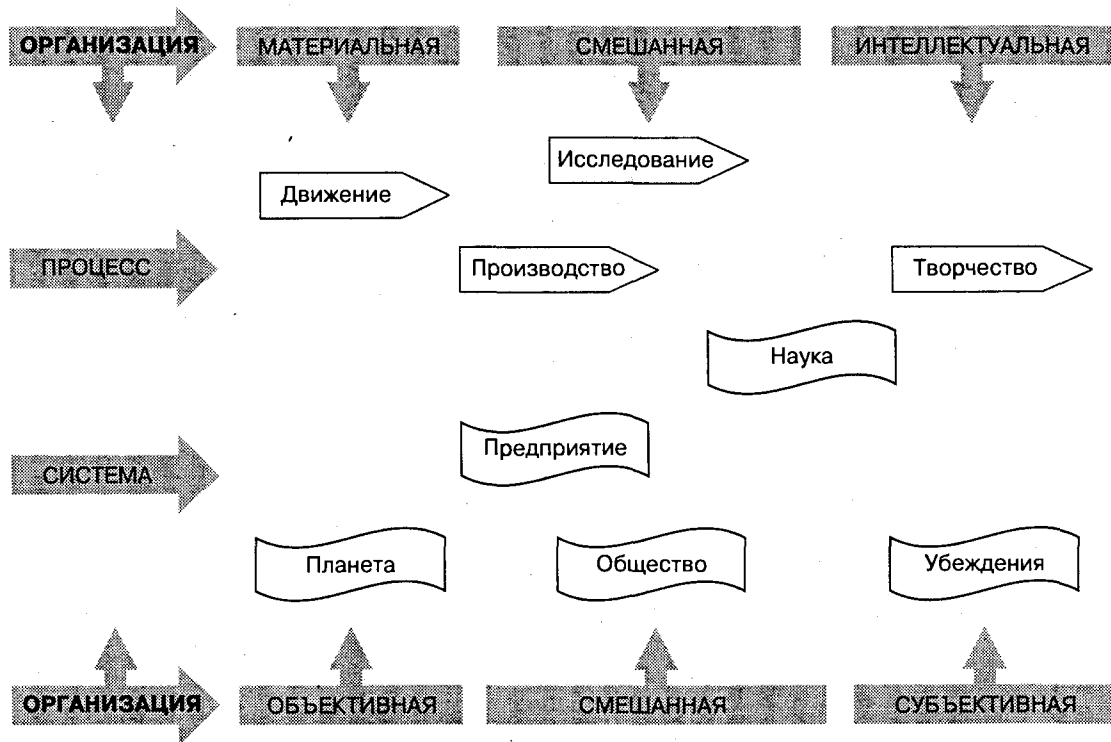 ОРГАНИЗАЦИЯ МАТЕРИАЛЬНАЯ СМЕШАННАЯ ИНТЕЛЛЕКТУАЛЬНАЯ
Исследование
Движение
ПРОЦЕСС Производство Творчество
Наука
Предприятие
СИСТЕМА
Планета Общество Убеждения
ОРГАНИЗАЦИЯ ОБЪЕКТИВНАЯ СМЕШАННАЯ СУБЪЕКТИВНАЯ